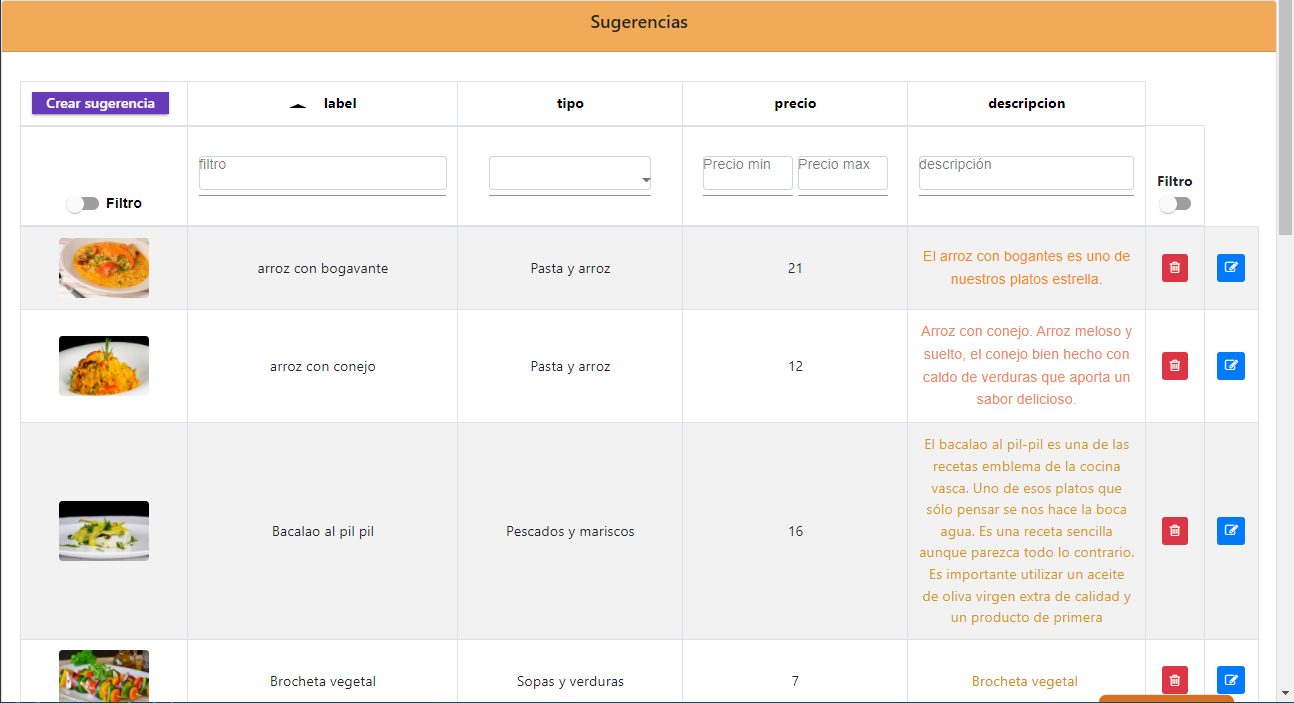 Sugerencias
Crear sugerencia
label
tipo
precio
descripcion
filtro
Precio min
Precio max
descripción
Filtro
Filtro
arroz con bogavante
Pasta y arroz
21
El arroz con bogantes es uno de
nuestros platos estrella.
arroz con conejo
Pasta y arroz
12
Arroz con conejo. Arroz meloso y
suelto, el conejo bien hecho con
caldo de verduras que aporta un
sabor delicioso.
Bacalao al pil pil
Pescados y mariscos
16
El bacalao al pil-pil es una de las
recetas emblema de la cocina
vasca. Uno de esos platos que
sólo pensar se nos hace la boca
agua. Es una receta sencilla
aunque parezca todo lo contrario.
Es importante utilizar un aceite
de oliva virgen extra de calidad y
un producto de primera
Brocheta vegetal
Sopas y verduras
7
Brocheta vegetal